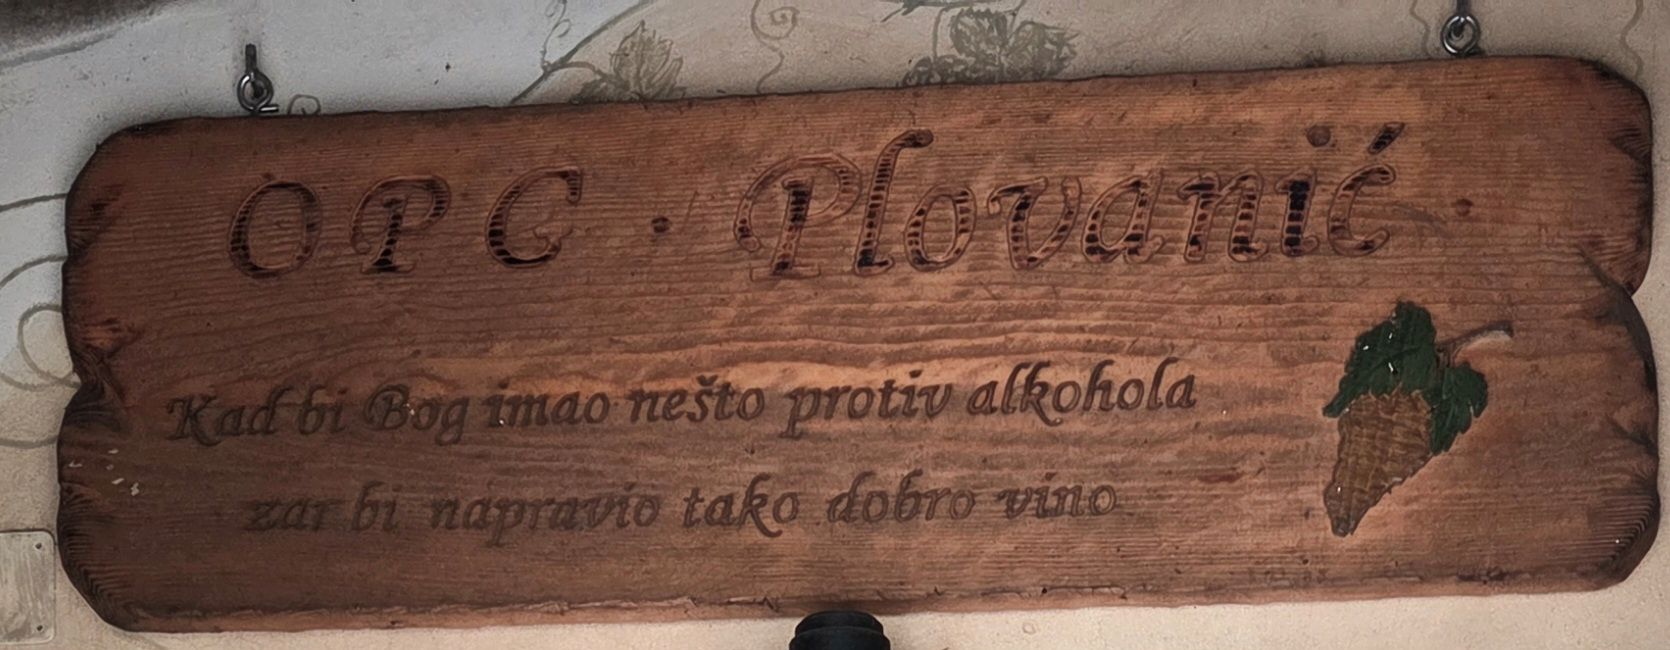 OPG · Plovanić
Kad bi Bog imao nešto protiv alkohola
zar bi napravio tako dobro vino